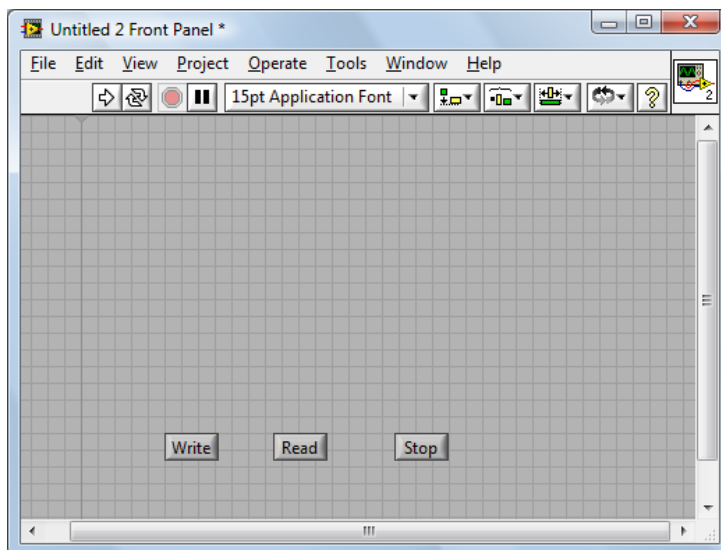 Untitled 2 Front Panel *
File Edit View Project Operate Tools Window Help
15pt Application Font
2
Write Read Stop